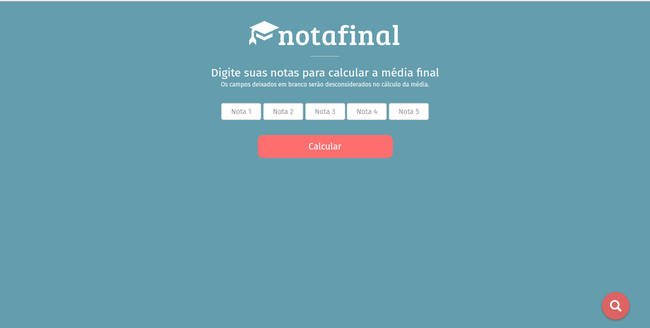 notafinal
Digite suas notas para calcular a média final
Os campos deixados em branco serão desconsiderados no cálculo da média.
Nota 1 Nota 2 Nota 3 Nota 4 Nota 5
Calcular